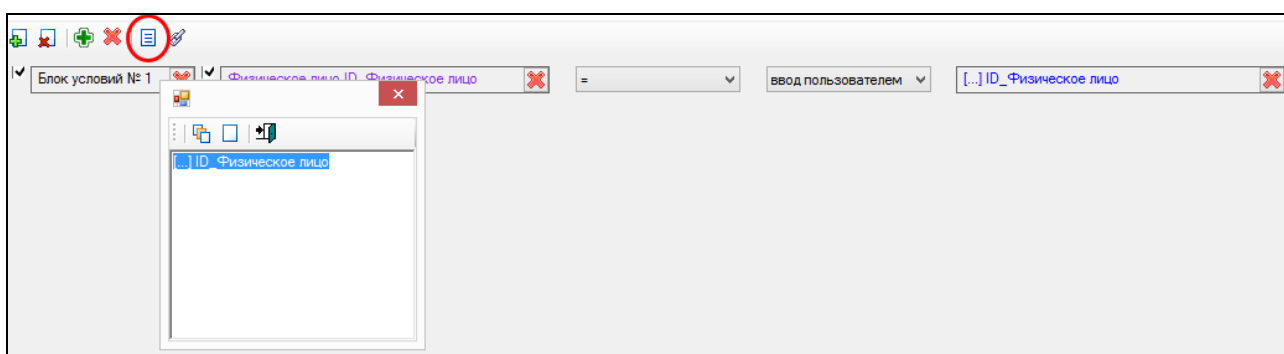 Блок условий № 1
Физическое лицо ID_Физическое лицо
=
ввод пользователем
[...] ID_Физическое лицо
[...] ID_Физическое лицо